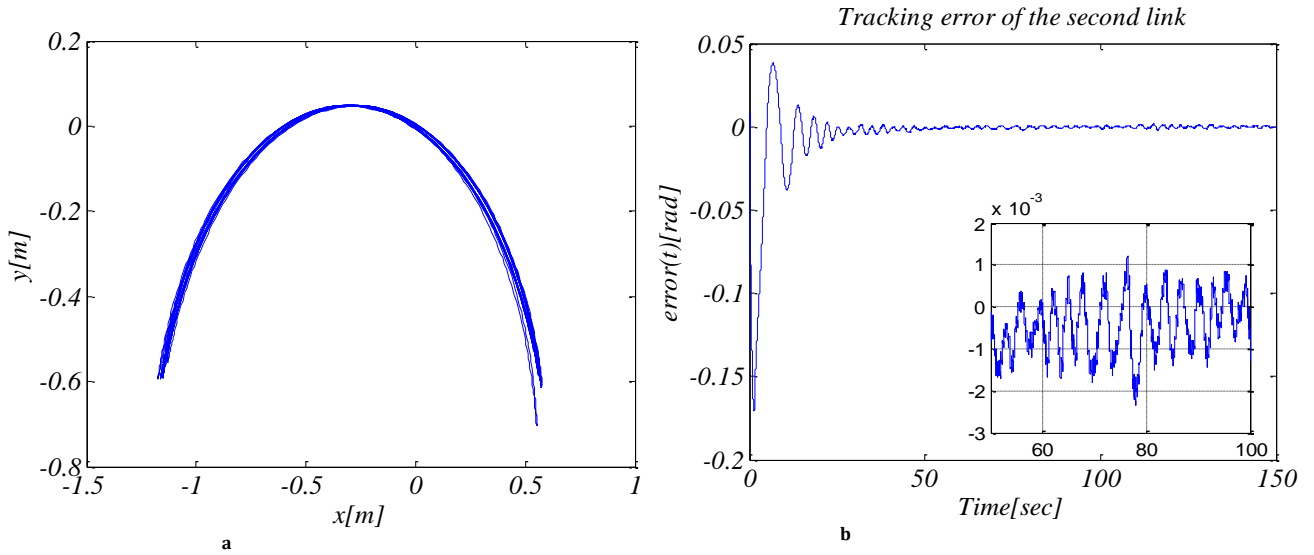 0.2
0
-0.2
-0.4
-0.6
-0.8
y[m]
-1.5 -1 -0.5 0 0.5 1
x[m]
a
Tracking error of the second link
0.05
0
-0.05
-0.1
-0.15
-0.2
error(t)[rad]
0 50 100 150
Time[sec]
x 10 -3
2
1
0
-1
-2
-3
60 80 100
b